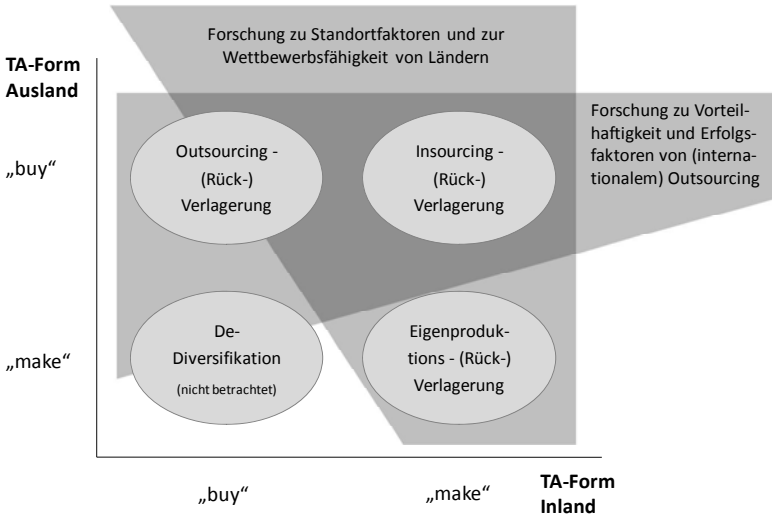 Forschung zu Standortfaktoren und zur
Wettbewerbsfähigkeit von Ländern
TA-Form
Ausland
Forschung zu Vorteil-
haftigkeit und Erfolgs-
faktoren von (interna-
tionalem) Outsourcing
„buy“
Outsourcing -
(Rück-)
Verlagerung
Insourcing -
(Rück-)
Verlagerung
„make“
De-
Diversifikation
(nicht betrachtet)
Eigenproduk-
tions - (Rück-)
Verlagerung
„buy“
„make“
TA-Form
Inland